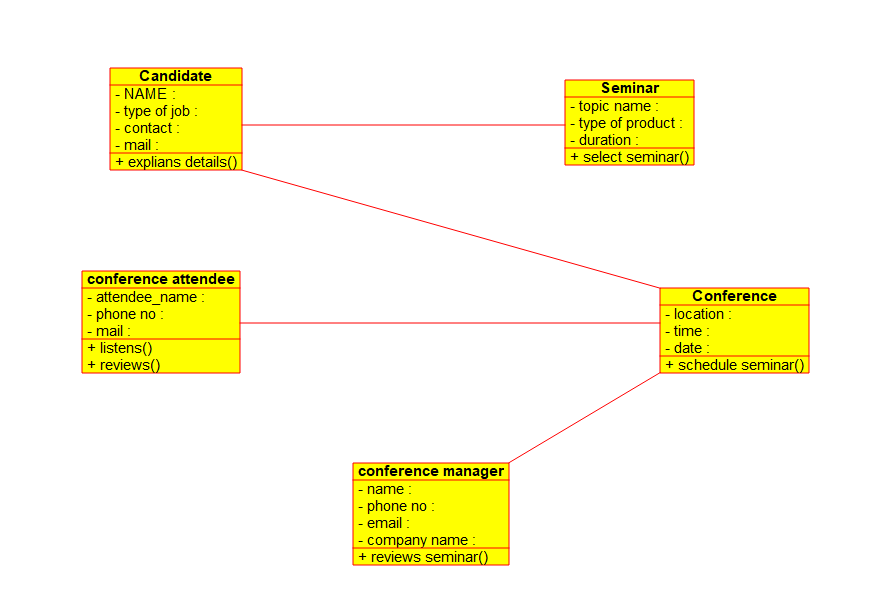 Candidate
- NAME :
- type of job :
- contact :
- mail :
+ explians details()
Seminar
- topic name :
- type of product :
- duration :
+ select seminar()
conference attendee
- attendee_name :
- phone no :
- mail :
+ listens()
+ reviews()
Conference
- location :
- time :
- date :
+ schedule seminar()
conference manager
- name :
- phone no :
- email :
- company name :
+ reviews seminar()